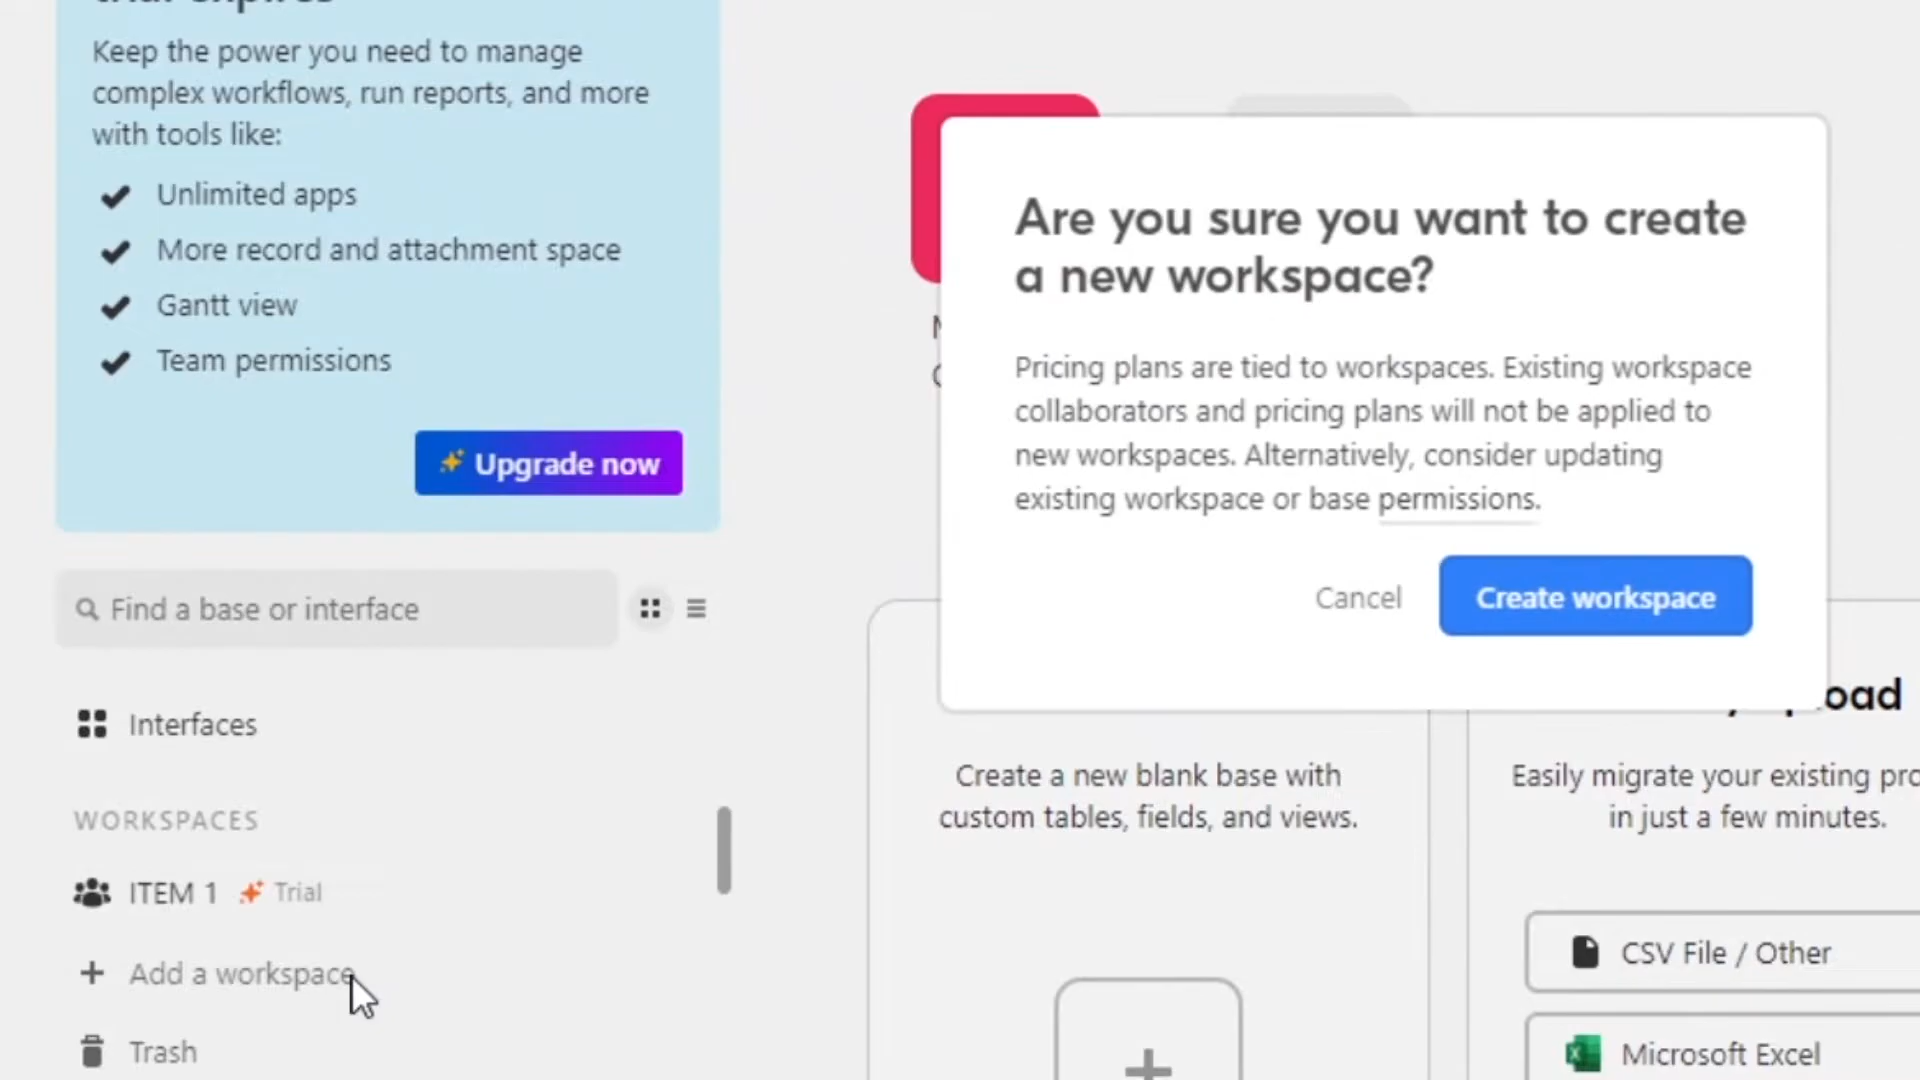 Keep the power you need to manage
complex workflows, run reports, and more
with tools like:
Unlimited apps
More record and attachment space
Gantt view
Team permissions
Upgrade now
Find a base or interface
Interfaces
WORKSPACES
ITEM 1 Trial
Add a workspace
Trash
Are you sure you want to create
a new workspace?
Pricing plans are tied to workspaces. Existing workspace
collaborators and pricing plans will not be applied to
new workspaces. Alternatively, consider updating
existing workspace or base permissions.
Cancel
Create workspace
Create a new blank base with
custom tables, fields, and views.
Easily migrate your existing pro
in just a few minutes.
CSV File / Other
Microsoft Excel